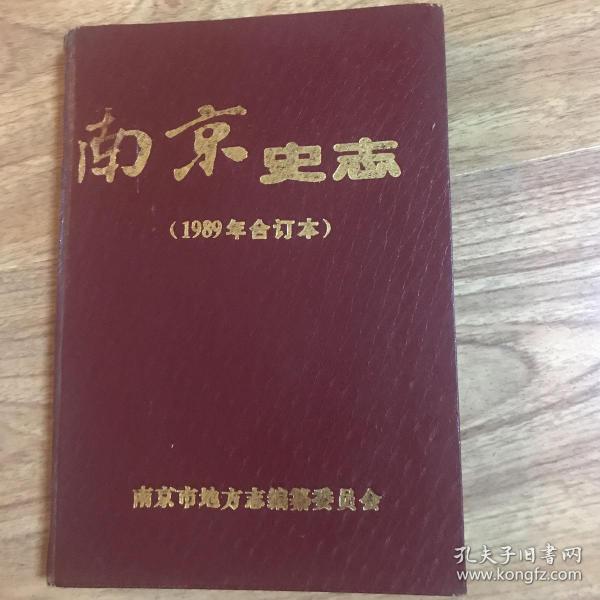 南京史志
（1989年合订本）
南京市地方志编纂委员会
孔夫子旧书网
www.kongfz.com